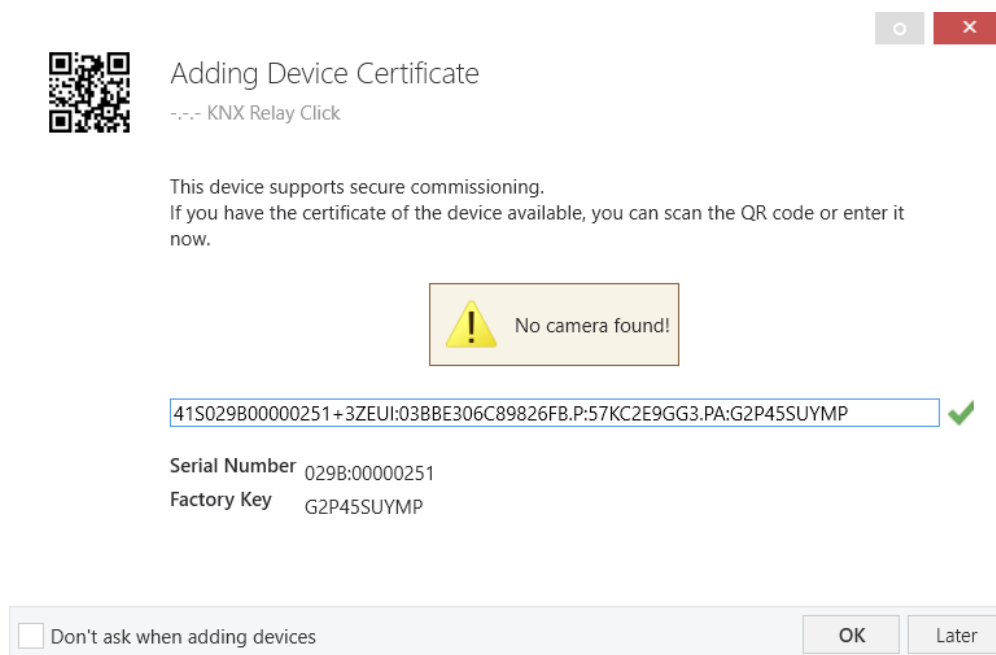 Adding Device Certificate
-.-.- KNX Relay Click
This device supports secure commissioning.
If you have the certificate of the device available, you can scan the QR code or enter it
now.
No camera found!
41S029B00000251+3ZEUI:03BBE306C89826FB.P:57KC2E9GG3.PA:G2P45SUYMP
Serial Number 029B:00000251
Factory Key G2P45SUYMP
Don't ask when adding devices
OK Later